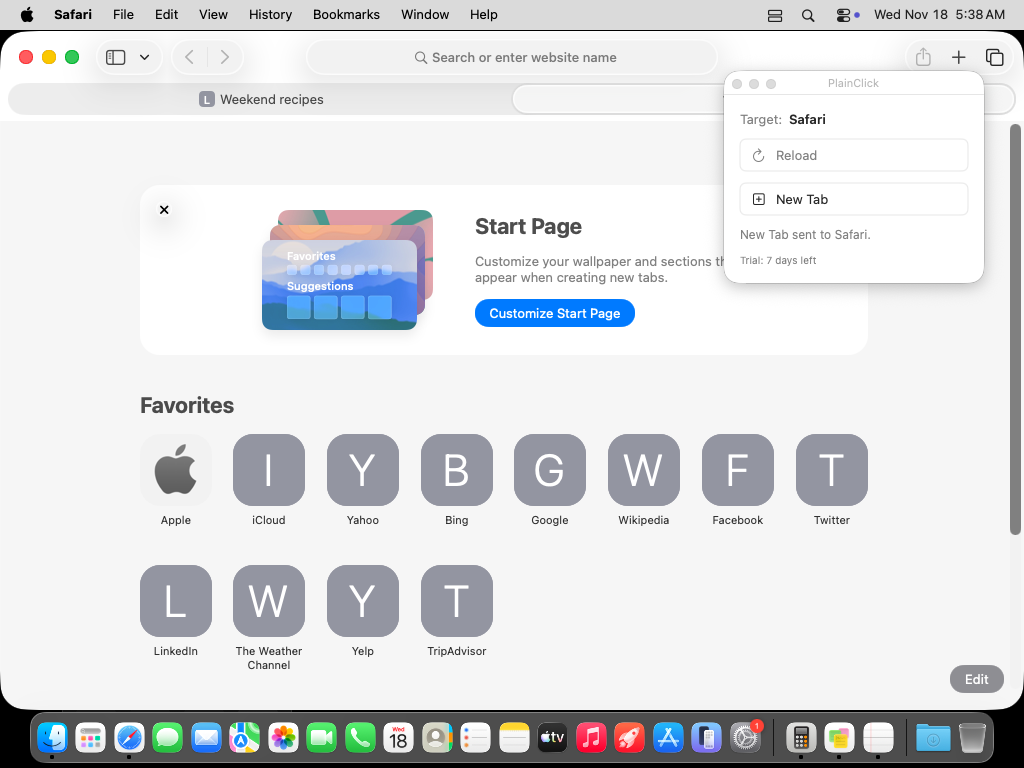 Safari File Edit View History Bookmarks Window Help Wed Nov 18 5:38 AM
Search or enter website name
L Weekend recipes
PlainClick
Target: Safari
Reload
New Tab
New Tab sent to Safari.
Trial: 7 days left
Favorites
Suggestions
Start Page
Customize your wallpaper and sections th
appear when creating new tabs.
Customize Start Page
Favorites
I Y B G W F T
Apple iCloud Yahoo Bing Google Wikipedia Facebook Twitter
L W Y T
LinkedIn The Weather Yelp TripAdvisor
Channel
Edit
Wed
18
tv
1